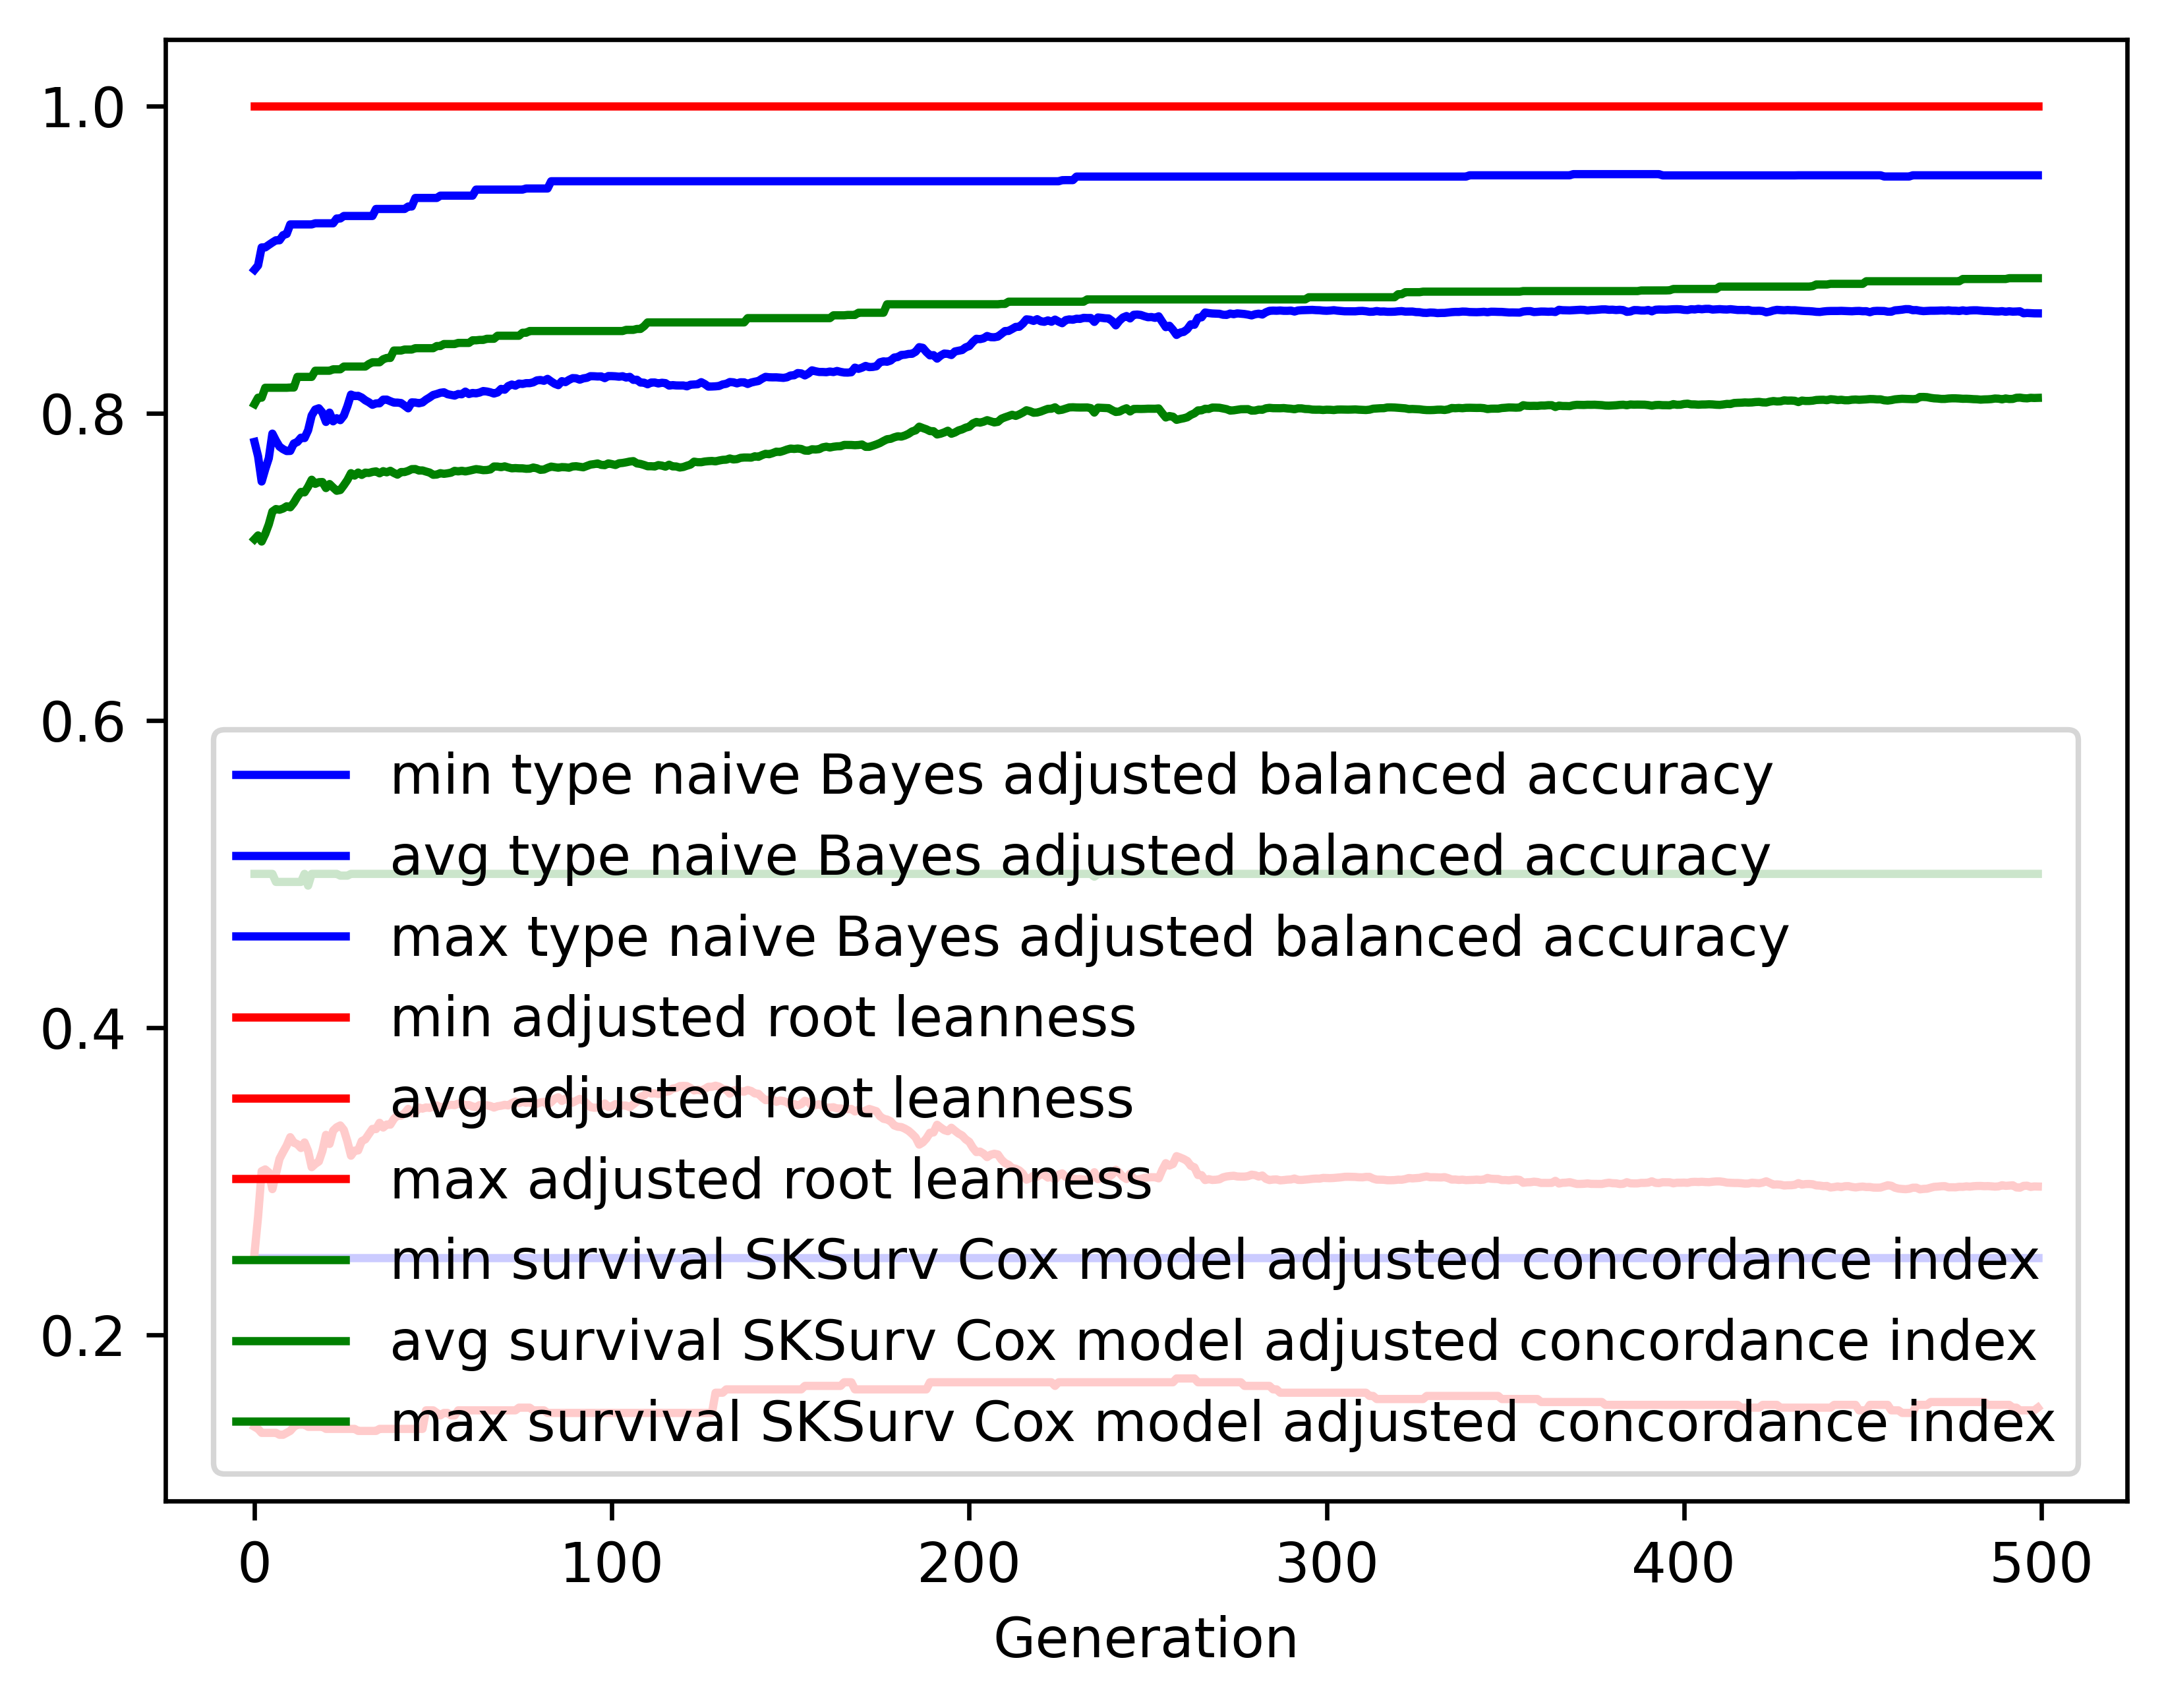 1.0
0.8
0.6
0.4
0.2
min type naive Bayes adjusted balanced accuracy
avg type naive Bayes adjusted balanced accuracy
max type naive Bayes adjusted balanced accuracy
min adjusted root leanness
avg adjusted root leanness
max adjusted root leanness
min survival SKSurv Cox model adjusted concordance index
avg survival SKSurv Cox model adjusted concordance index
max survival SKSurv Cox model adjusted concordance index
0 100 200 300 400 500
Generation